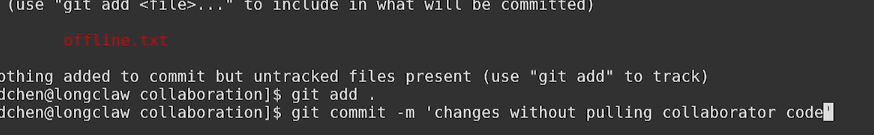 (use "git add <file>..." to include in what will be committed)
offline.txt
othing added to commit but untracked files present (use "git add" to track)
dchen@longclaw collaboration]$ git add .
dchen@longclaw collaboration]$ git commit -m 'changes without pulling collaborator code'